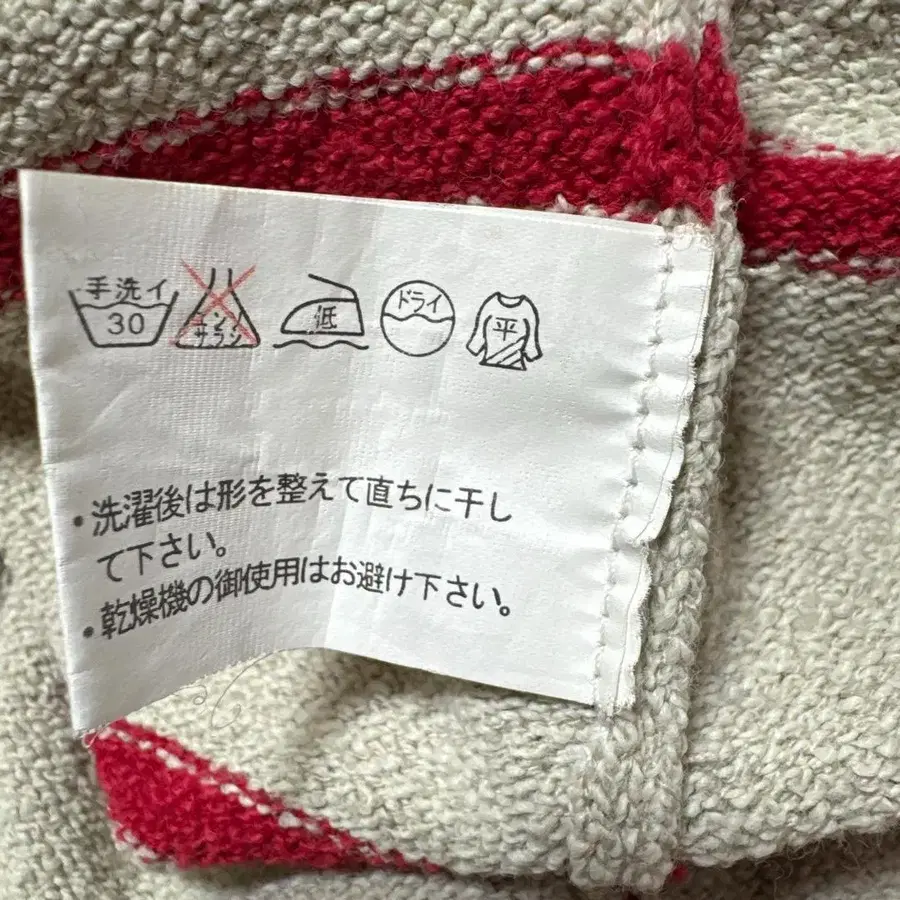 手洗イ
30
エンソ
サラシ
低
ドライ
平
・洗濯後は形を整えて直ちに干し
て下さい。
・乾燥機の御使用はお避け下さい。